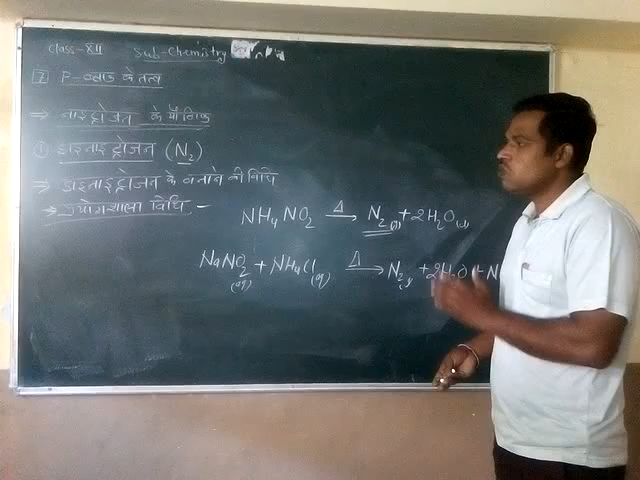 Class-XII Sub:-Chemistry
7 P-ब्लाक के तत्व
⇒ नाइट्रोजन के यौगिक
① डाइनाइट्रोजन (N₂)
⇒ डाइनाइट्रोजन के बनाने की विधि
→ प्रयोगशाला विधि -
NH₄NO₂ —Δ→ N₂ + 2H₂O
NaNO₂(aq) + NH₄Cl(aq) —Δ→ N₂ + 2H₂O + N